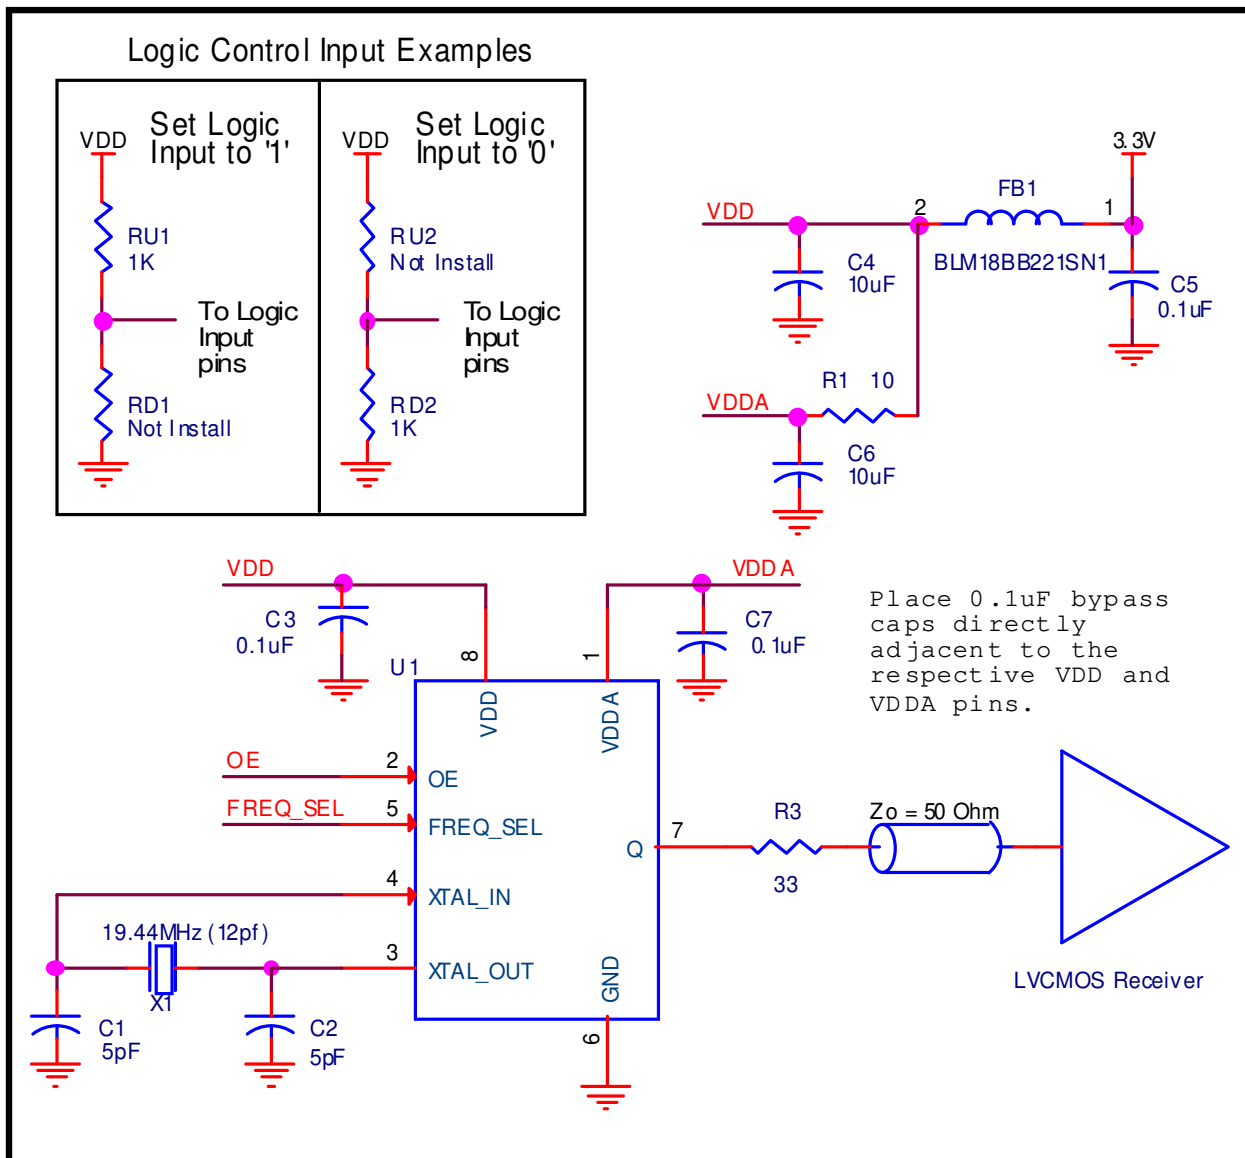 Logic Control Input Examples
VDD
Set Logic
Input to '1'
RU1
1K
To Logic
Input
pins
RD1
Not Install
VDD
Set Logic
Input to '0'
RU2
Not Install
To Logic
Input
pins
RD2
1K
3.3V
VDD
2
FB1
1
C4
10uF
BLM18BB221SN1
C5
0.1uF
R1 10
VDDA
C6
10uF
VDD
VDDA
C3
0.1uF
C7
0.1uF
Place 0.1uF bypass
caps directly
adjacent to the
respective VDD and
VDDA pins.
U1
8
1
VDD
VDDA
OE
2
OE
FREQ_SEL
5
FREQ_SEL
Q
7
R3
33
Zo = 50 Ohm
4
XTAL_IN
19.44MHz (12pf)
3
XTAL_OUT
X1
GND
6
LVCMOS Receiver
C1
5pF
C2
5pF